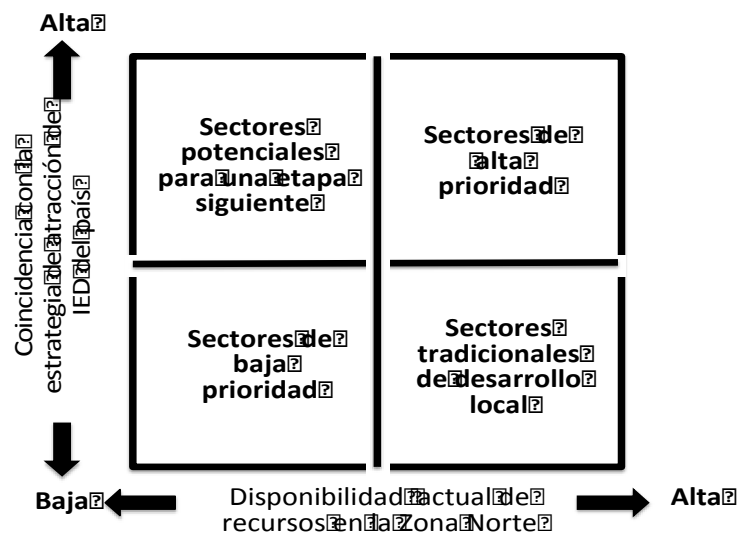 Alta
Coincidencia con la
estrategia de atracción de
IED del país
Sectores
potenciales
para una etapa
siguiente
Sectores de
alta
prioridad
Sectores de
baja
prioridad
Sectores
tradicionales
de desarrollo
local
Baja
Disponibilidad actual de
recursos en la Zona Norte
Alta